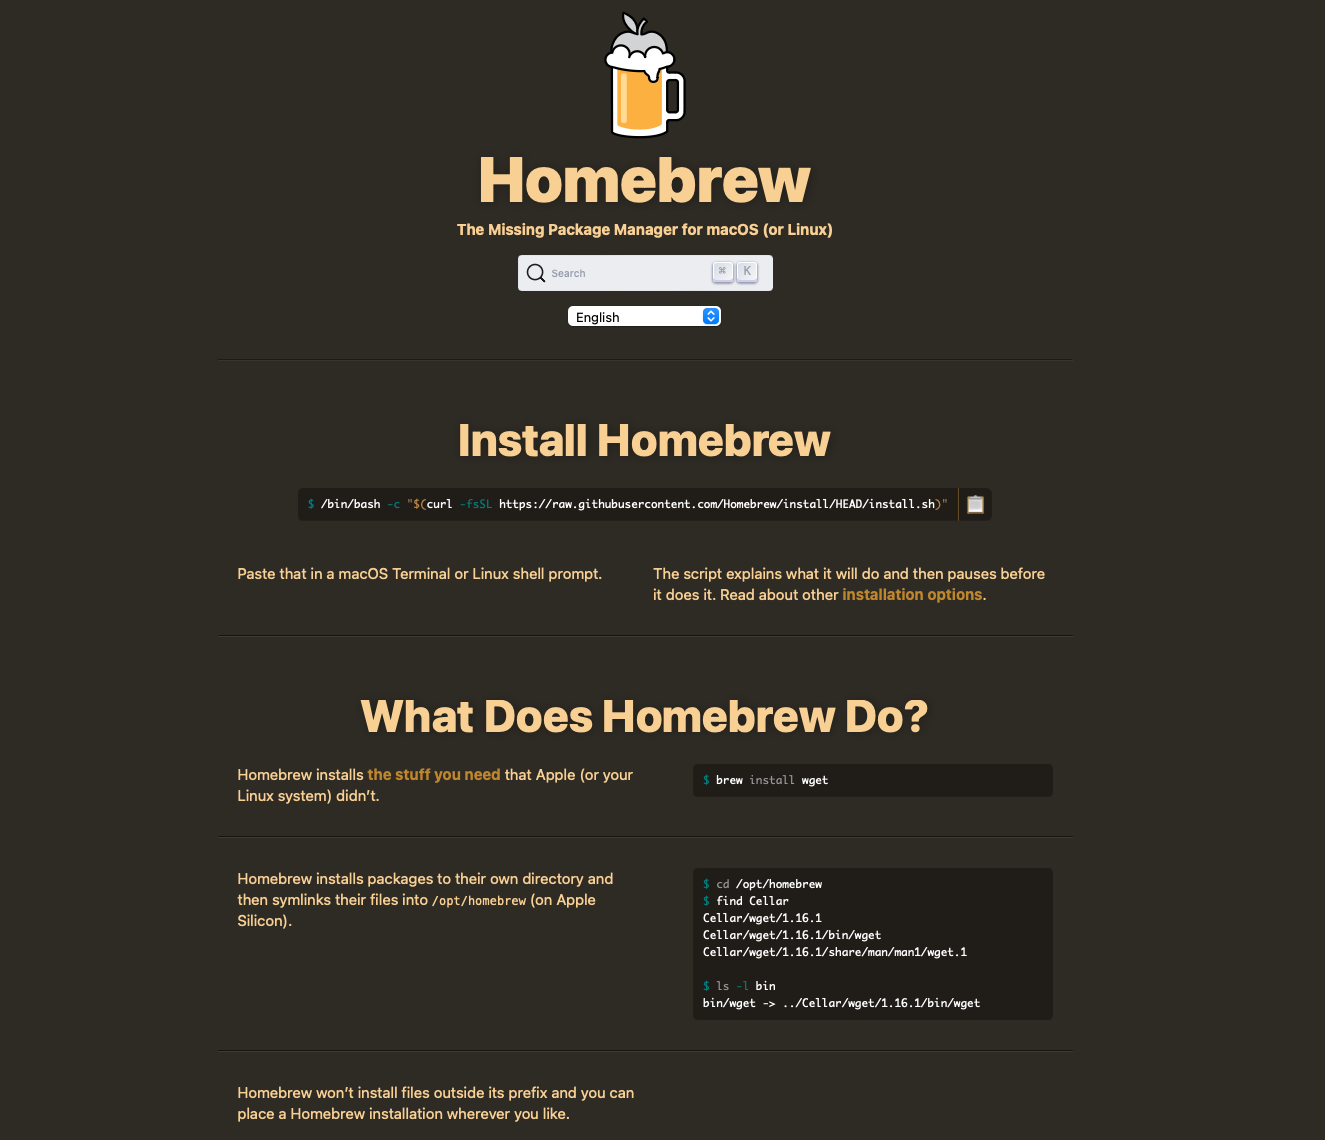 Homebrew
The Missing Package Manager for macOS (or Linux)
Search ⌘ K
English
Install Homebrew
$ /bin/bash -c "$(curl -fsSL https://raw.githubusercontent.com/Homebrew/install/HEAD/install.sh)"
Paste that in a macOS Terminal or Linux shell prompt.
The script explains what it will do and then pauses before
it does it. Read about other installation options.
What Does Homebrew Do?
Homebrew installs the stuff you need that Apple (or your
Linux system) didn’t.
$ brew install wget
Homebrew installs packages to their own directory and
then symlinks their files into /opt/homebrew (on Apple
Silicon).
$ cd /opt/homebrew
$ find Cellar
Cellar/wget/1.16.1
Cellar/wget/1.16.1/bin/wget
Cellar/wget/1.16.1/share/man/man1/wget.1
$ ls -l bin
bin/wget -> ../Cellar/wget/1.16.1/bin/wget
Homebrew won’t install files outside its prefix and you can
place a Homebrew installation wherever you like.